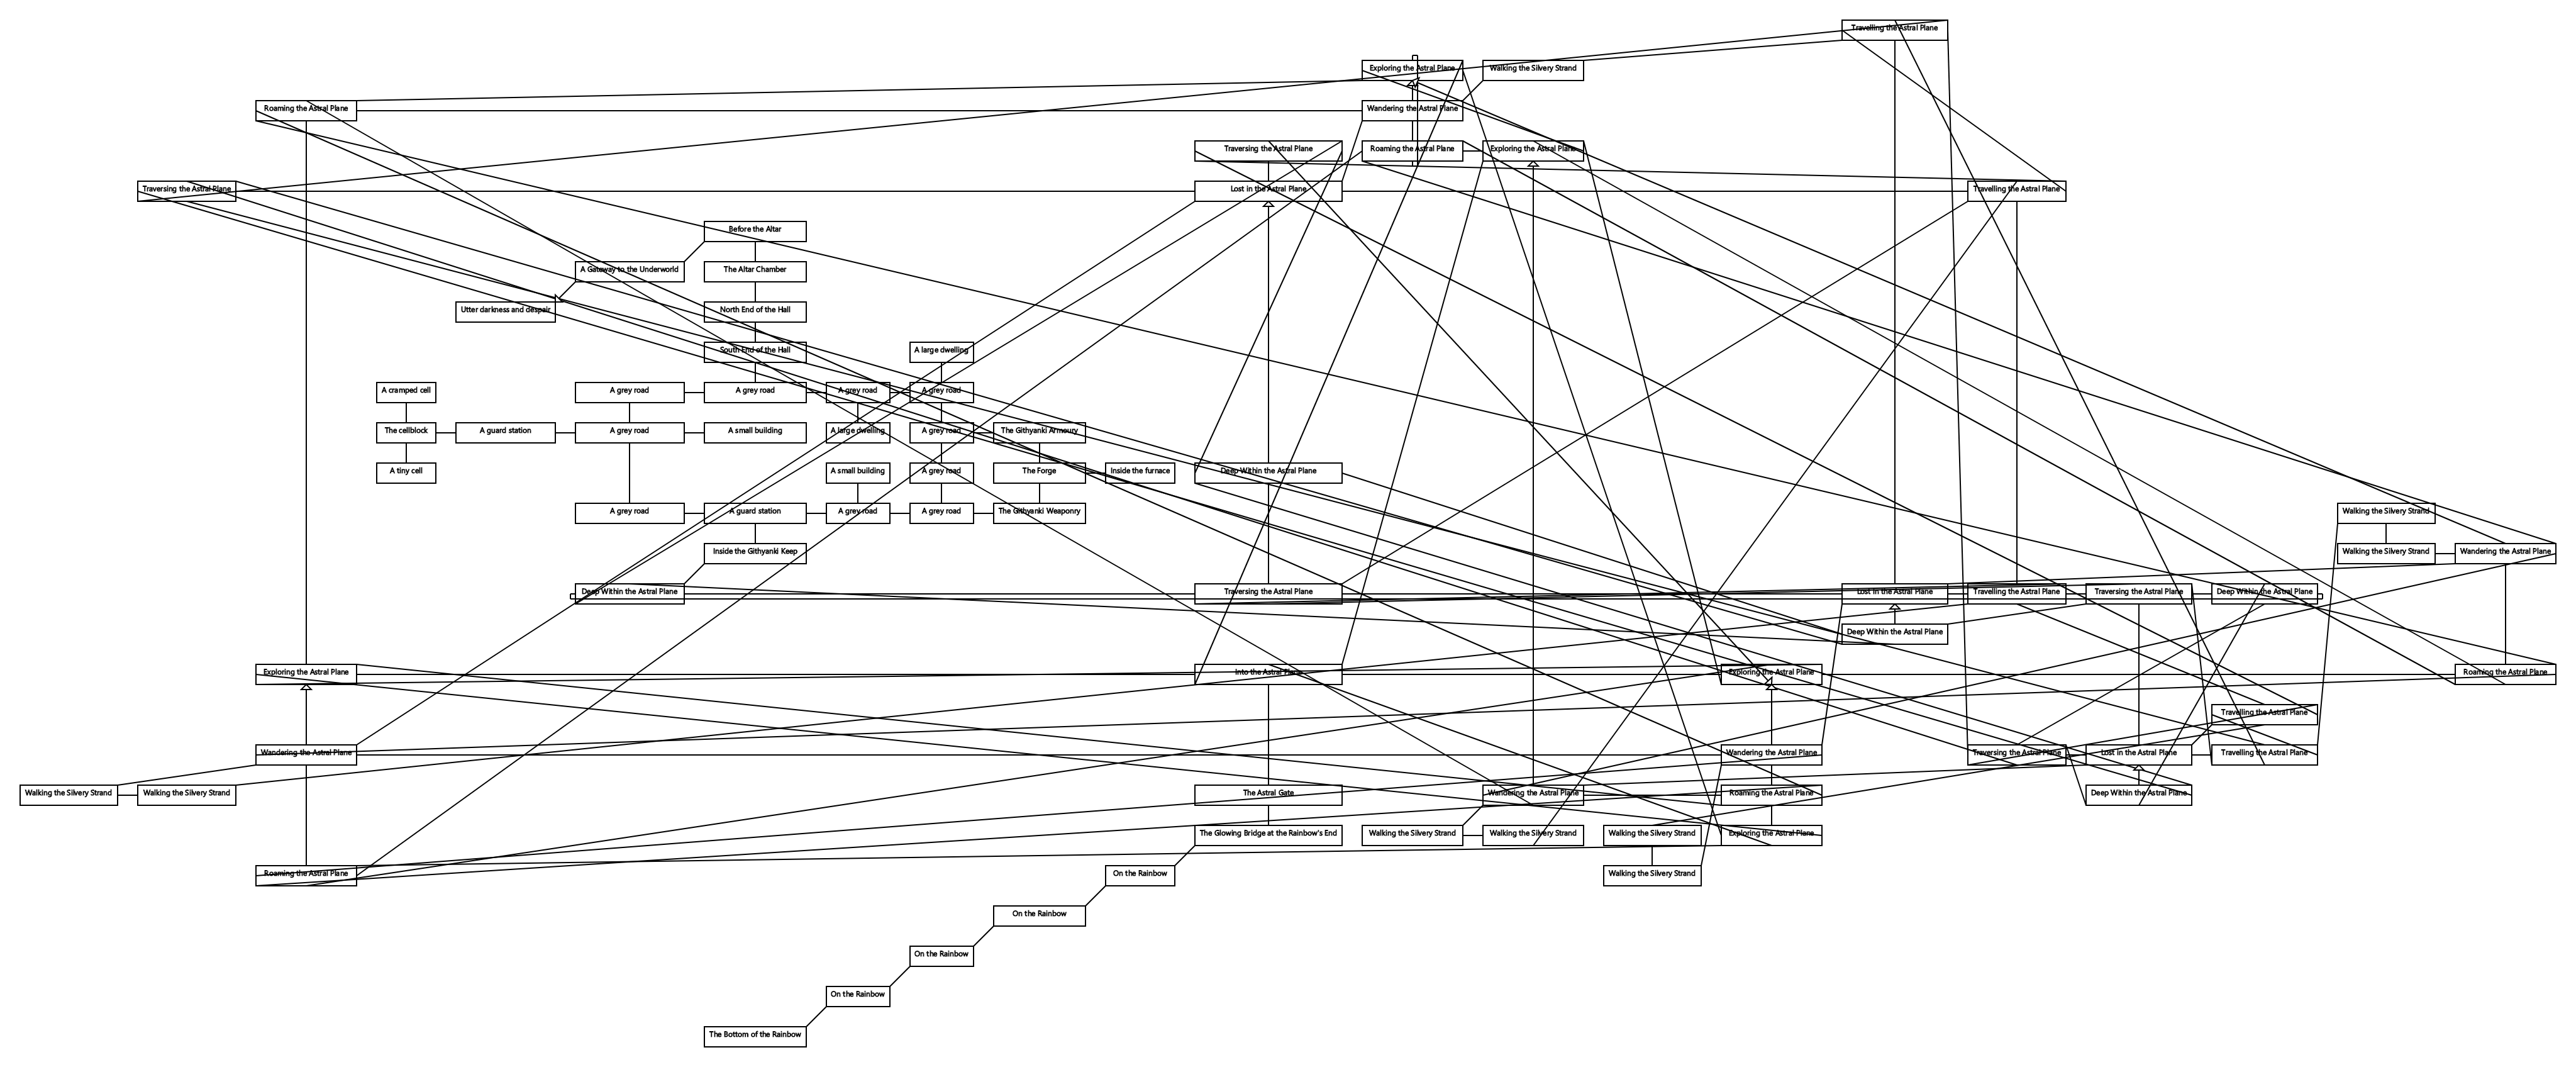 Travelling the Astral Plane
Exploring the Astral Plane
Walking the Silvery Strand
Roaming the Astral Plane
Wandering the Astral Plane
Traversing the Astral Plane
Roaming the Astral Plane
Exploring the Astral Plane
Traversing the Astral Plane
Lost in the Astral Plane
Travelling the Astral Plane
Before the Altar
A Gateway to the Underworld
The Altar Chamber
Utter darkness and despair
North End of the Hall
South End of the Hall
A large dwelling
A cramped cell
A grey road
A grey road
A grey road
A grey road
The cellblock
A guard station
A grey road
A small building
A large dwelling
A grey road
The Githyanki Armoury
A tiny cell
A small building
A grey road
The Forge
Inside the furnace
Deep Within the Astral Plane
A grey road
A guard station
A grey road
A grey road
The Githyanki Weaponry
Walking the Silvery Strand
Inside the Githyanki Keep
Walking the Silvery Strand
Wandering the Astral Plane
Deep Within the Astral Plane
Traversing the Astral Plane
Lost in the Astral Plane
Travelling the Astral Plane
Traversing the Astral Plane
Deep Within the Astral Plane
Deep Within the Astral Plane
Exploring the Astral Plane
Into the Astral Plane
Exploring the Astral Plane
Roaming the Astral Plane
Travelling the Astral Plane
Wandering the Astral Plane
Wandering the Astral Plane
Traversing the Astral Plane
Lost in the Astral Plane
Travelling the Astral Plane
Walking the Silvery Strand
Walking the Silvery Strand
The Astral Gate
Wandering the Astral Plane
Roaming the Astral Plane
Deep Within the Astral Plane
The Glowing Bridge at the Rainbow's End
Walking the Silvery Strand
Walking the Silvery Strand
Walking the Silvery Strand
Exploring the Astral Plane
Roaming the Astral Plane
On the Rainbow
Walking the Silvery Strand
On the Rainbow
On the Rainbow
On the Rainbow
The Bottom of the Rainbow